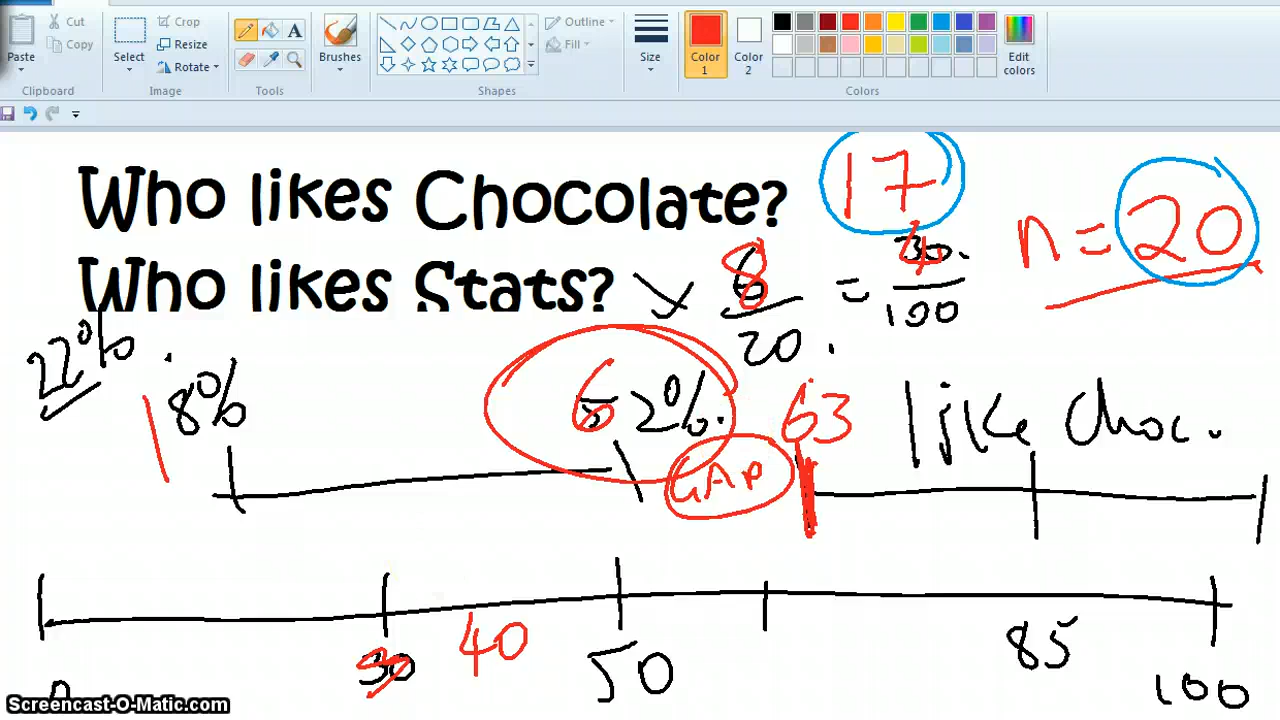 Cut
Copy
Paste
Clipboard
Crop
Resize
Rotate
Select
Image
Tools
Brushes
Shapes
Outline
Fill
Size
Color 1
Color 2
Edit colors
Colors
Who likes Chocolate? 17
n = 20
Who likes Stats? 8/20 = /100
22%
18% 62%. GAP 63 like choc.
30 40 50 85 100
Screencast-O-Matic.com